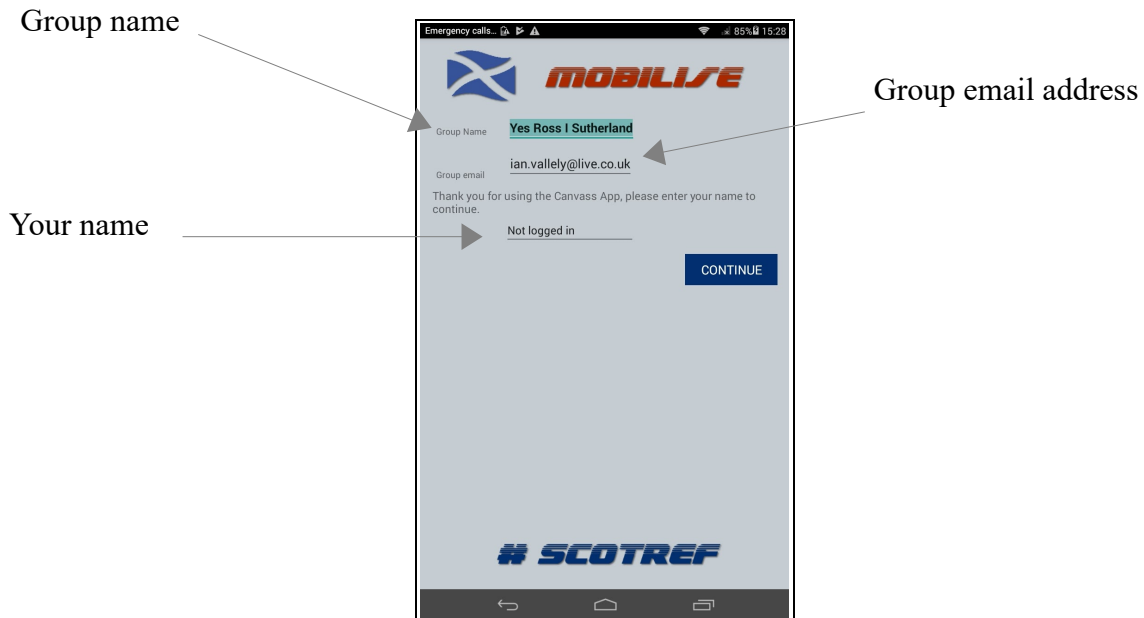 Group name
Emergency calls... 85% 15:28
MOBILISE
Group email address
Group Name Yes Ross I Sutherland
Group email ian.vallely@live.co.uk
Thank you for using the Canvass App, please enter your name to
continue.
Your name
Not logged in
CONTINUE
# SCOTREF